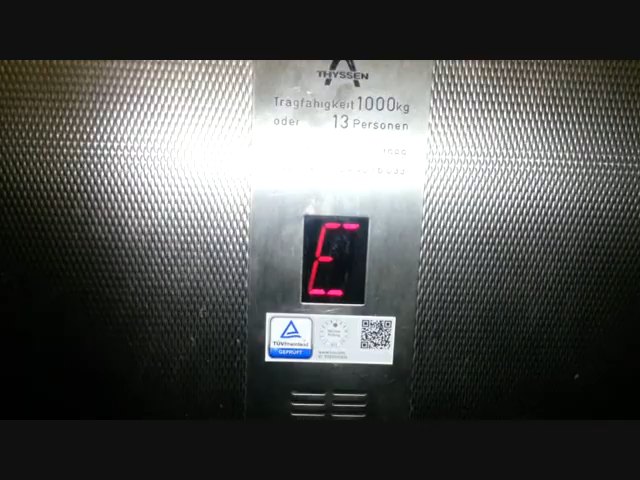 THYSSEN
Tragfähigkeit 1000kg
oder 13 Personen
E
TÜVRheinland
GEPRÜFT